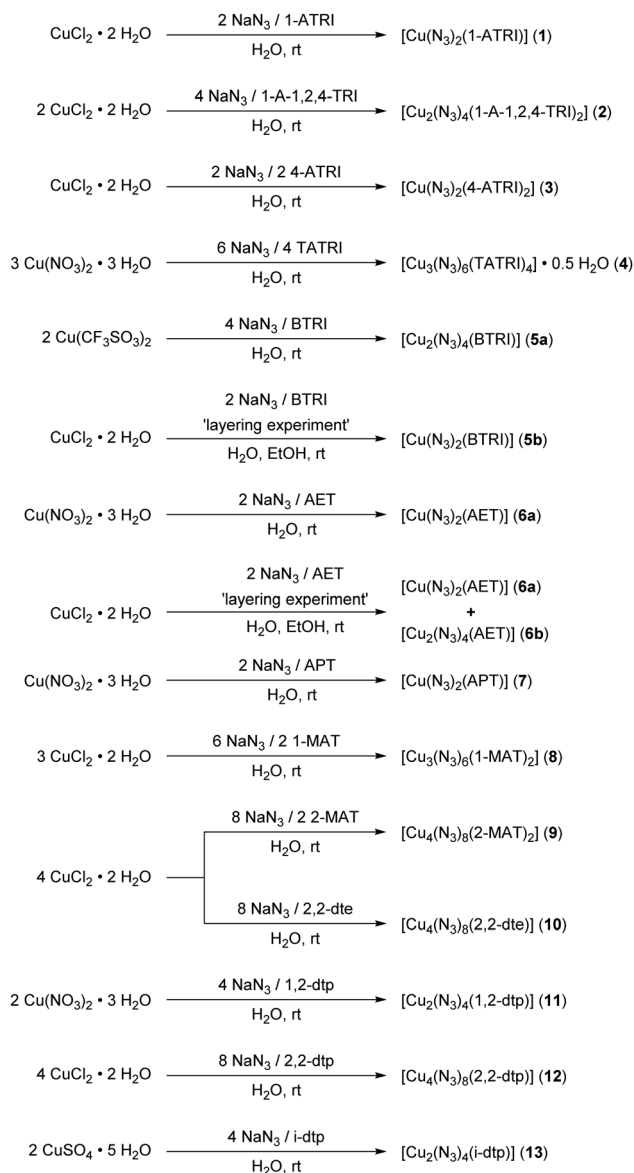 CuCl₂ • 2 H₂O 2 NaN₃ / 1-ATRI H₂O, rt [Cu(N₃)₂(1-ATRI)] (1)
2 CuCl₂ • 2 H₂O 4 NaN₃ / 1-A-1,2,4-TRI H₂O, rt [Cu₂(N₃)₄(1-A-1,2,4-TRI)₂] (2)
CuCl₂ • 2 H₂O 2 NaN₃ / 2 4-ATRI H₂O, rt [Cu(N₃)₂(4-ATRI)₂] (3)
3 Cu(NO₃)₂ • 3 H₂O 6 NaN₃ / 4 TATRI H₂O, rt [Cu₃(N₃)₆(TATRI)₄] • 0.5 H₂O (4)
2 Cu(CF₃SO₃)₂ 4 NaN₃ / BTRI H₂O, rt [Cu₂(N₃)₄(BTRI)] (5a)
CuCl₂ • 2 H₂O 2 NaN₃ / BTRI 'layering experiment' H₂O, EtOH, rt [Cu(N₃)₂(BTRI)] (5b)
Cu(NO₃)₂ • 3 H₂O 2 NaN₃ / AET H₂O, rt [Cu(N₃)₂(AET)] (6a)
CuCl₂ • 2 H₂O 2 NaN₃ / AET 'layering experiment' H₂O, EtOH, rt [Cu(N₃)₂(AET)] (6a) + [Cu₂(N₃)₄(AET)] (6b)
Cu(NO₃)₂ • 3 H₂O 2 NaN₃ / APT H₂O, rt [Cu(N₃)₂(APT)] (7)
3 CuCl₂ • 2 H₂O 6 NaN₃ / 2 1-MAT H₂O, rt [Cu₃(N₃)₆(1-MAT)₂] (8)
4 CuCl₂ • 2 H₂O 8 NaN₃ / 2 2-MAT H₂O, rt [Cu₄(N₃)₈(2-MAT)₂] (9)
8 NaN₃ / 2,2-dte H₂O, rt [Cu₄(N₃)₈(2,2-dte)] (10)
2 Cu(NO₃)₂ • 3 H₂O 4 NaN₃ / 1,2-dtp H₂O, rt [Cu₂(N₃)₄(1,2-dtp)] (11)
4 CuCl₂ • 2 H₂O 8 NaN₃ / 2,2-dtp H₂O, rt [Cu₄(N₃)₈(2,2-dtp)] (12)
2 CuSO₄ • 5 H₂O 4 NaN₃ / i-dtp H₂O, rt [Cu₂(N₃)₄(i-dtp)] (13)